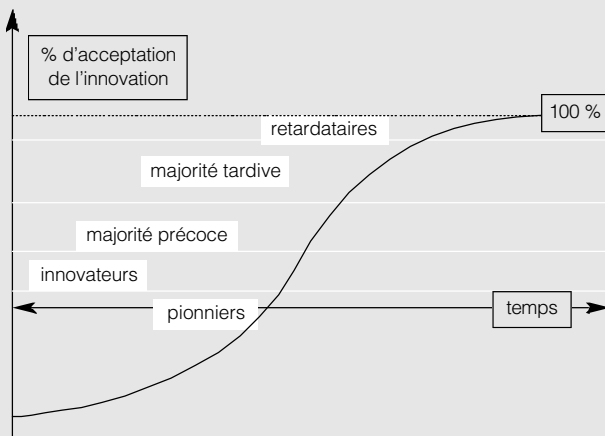 % d’acceptation
de l’innovation
100 %
retardataires
majorité tardive
majorité précoce
innovateurs
temps
pionniers